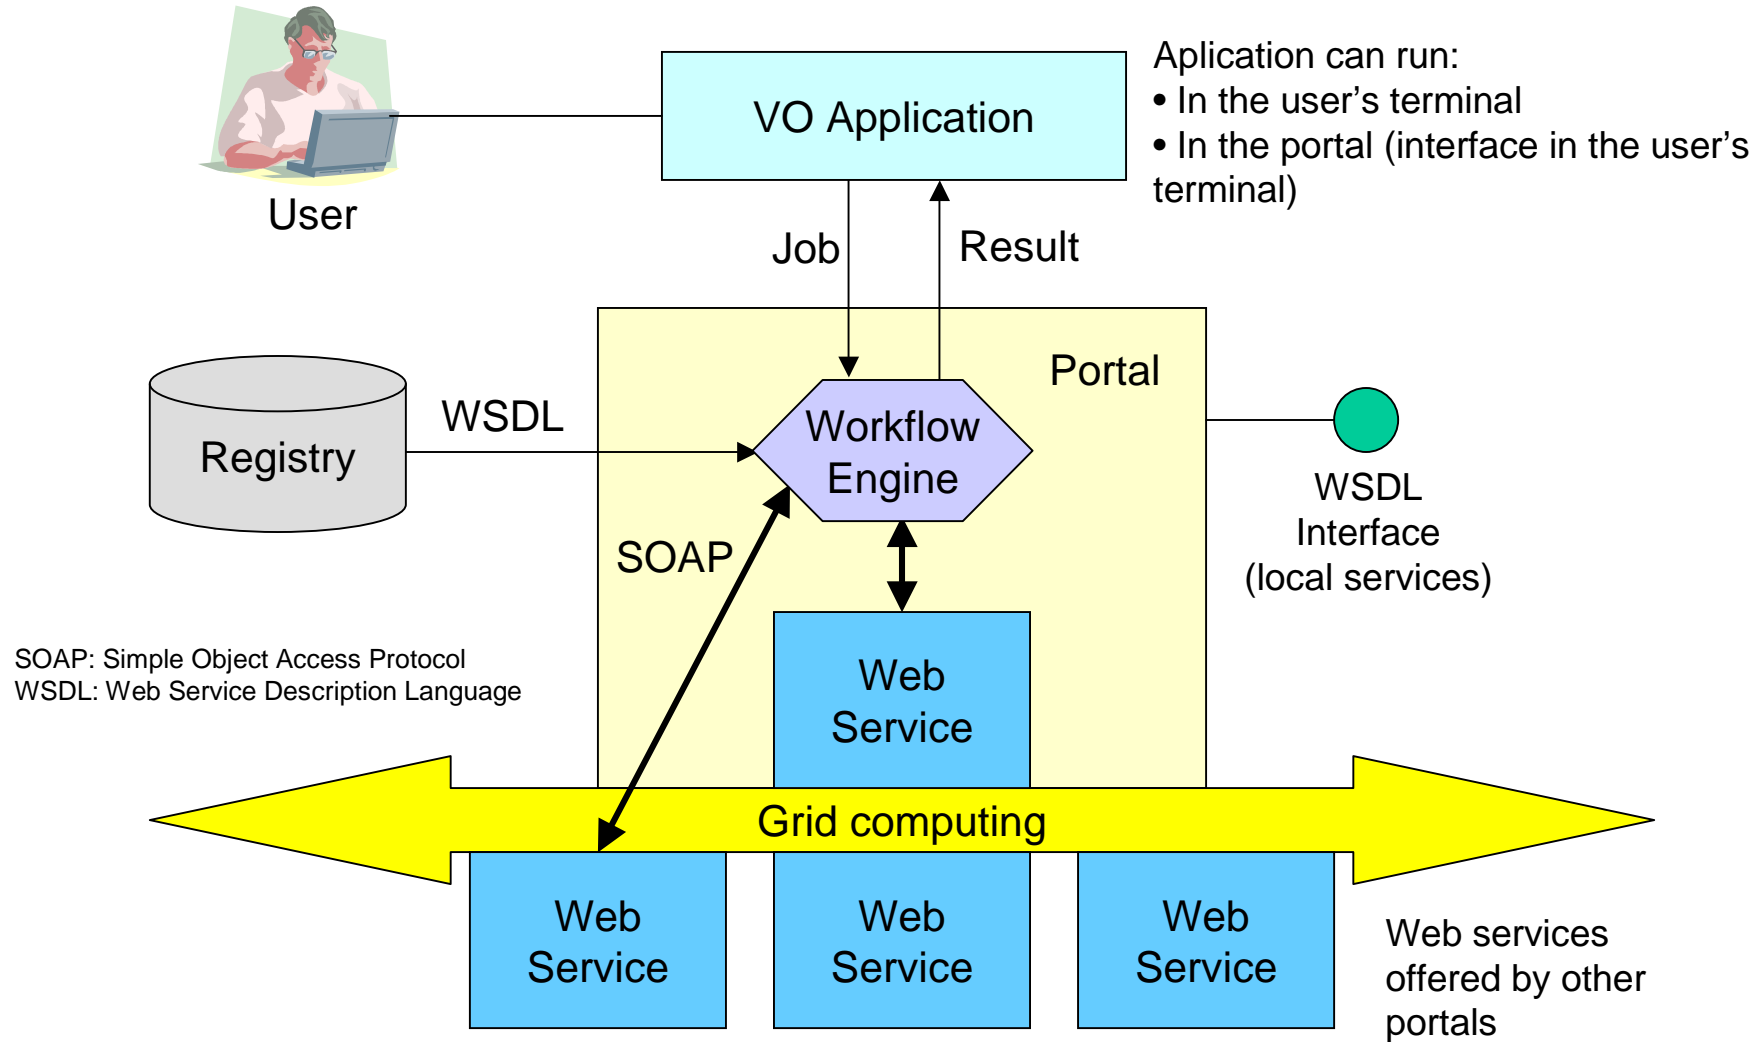 VO Application
Aplication can run:
• In the user’s terminal
• In the portal (interface in the user’s
terminal)
User
Job
Result
Portal
Registry
WSDL
Workflow
Engine
WSDL
Interface
(local services)
SOAP
SOAP: Simple Object Access Protocol
WSDL: Web Service Description Language
Web
Service
Grid computing
Web
Service
Web
Service
Web
Service
Web services
offered by other
portals